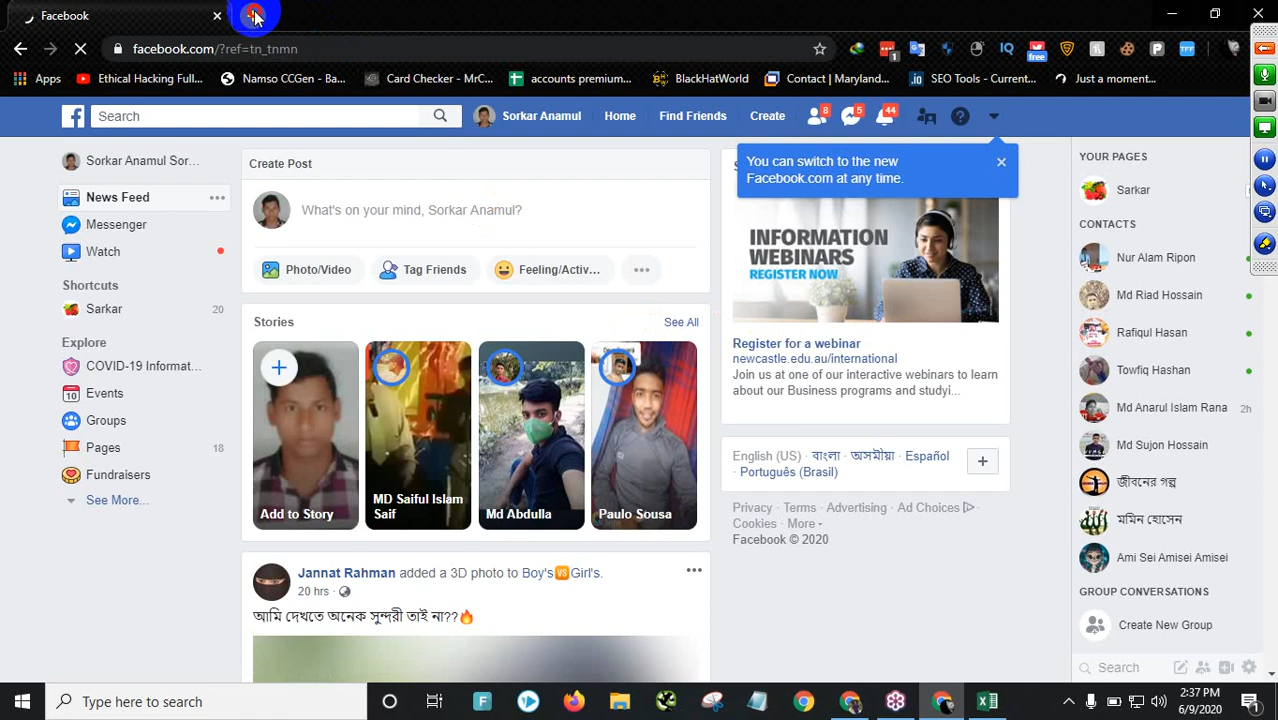 Facebook
facebook.com/?ref=tn_tnmn
free
1
Apps
Ethical Hacking Full...
Namso CCGen - Ba...
Card Checker - MrC...
accounts premium...
BlackHatWorld
Contact | Maryland...
SEO Tools - Current...
Just a moment...
Search
Sorkar Anamul
Home
Find Friends
Create
8
5
44
Sorkar Anamul Sor...
News Feed
Messenger
Watch
Shortcuts
Sarkar 20
Explore
COVID-19 Informat...
Events
Groups
Pages 18
Fundraisers
See More...
Create Post
What's on your mind, Sorkar Anamul?
Photo/Video
Tag Friends
Feeling/Activ...
Stories
See All
Add to Story
MD Saiful Islam
Saif
Md Abdulla
Paulo Sousa
Jannat Rahman added a 3D photo to Boy's🆚Girl's.
20 hrs ·
আমি দেখতে অনেক সুন্দরী তাই না??🔥
You can switch to the new
Facebook.com at any time.
INFORMATION
WEBINARS
REGISTER NOW
Register for a webinar
newcastle.edu.au/international
Join us at one of our interactive webinars to learn
about our Business programs and studyi...
English (US) · বাংলা · অসমীয়া · Español
· Português (Brasil)
Privacy · Terms · Advertising · Ad Choices ·
Cookies · More
Facebook © 2020
YOUR PAGES
Sarkar
CONTACTS
Nur Alam Ripon
Md Riad Hossain
Rafiqul Hasan
Towfiq Hashan
Md Anarul Islam Rana 2h
Md Sujon Hossain
জীবনের গল্প
মমিন হোসেন
Ami Sei Amisei Amisei
GROUP CONVERSATIONS
Create New Group
Search
Type here to search
2:37 PM
6/9/2020